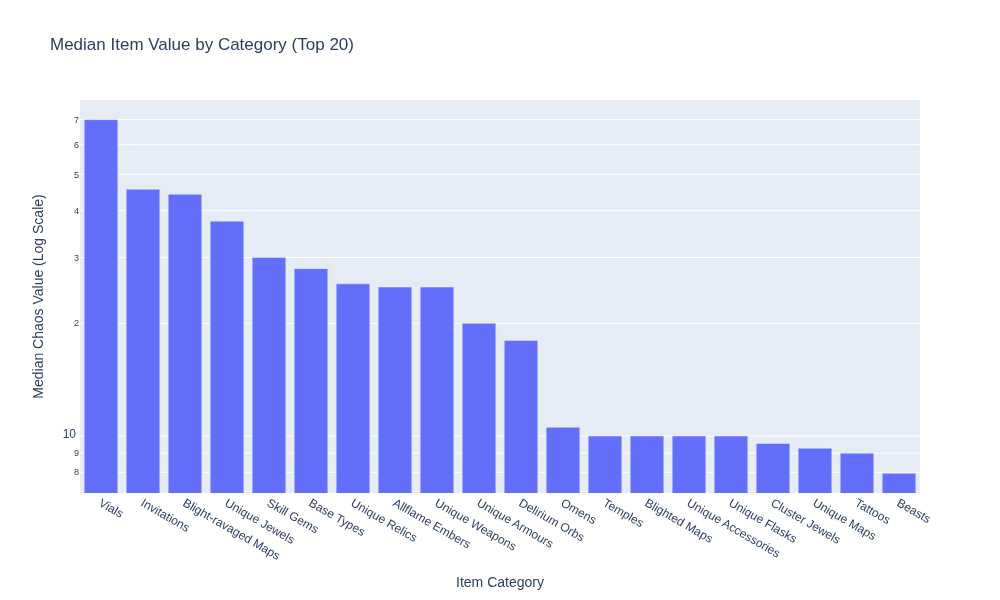 Median Item Value by Category (Top 20)
7
6
5
4
3
2
10
9
8
Median Chaos Value (Log Scale)
Vials
Invitations
Blight-ravaged Maps
Unique Jewels
Skill Gems
Base Types
Unique Relics
Allflame Embers
Unique Weapons
Unique Armours
Delirium Orbs
Omens
Temples
Blighted Maps
Unique Accessories
Unique Flasks
Cluster Jewels
Unique Maps
Tattoos
Beasts
Item Category